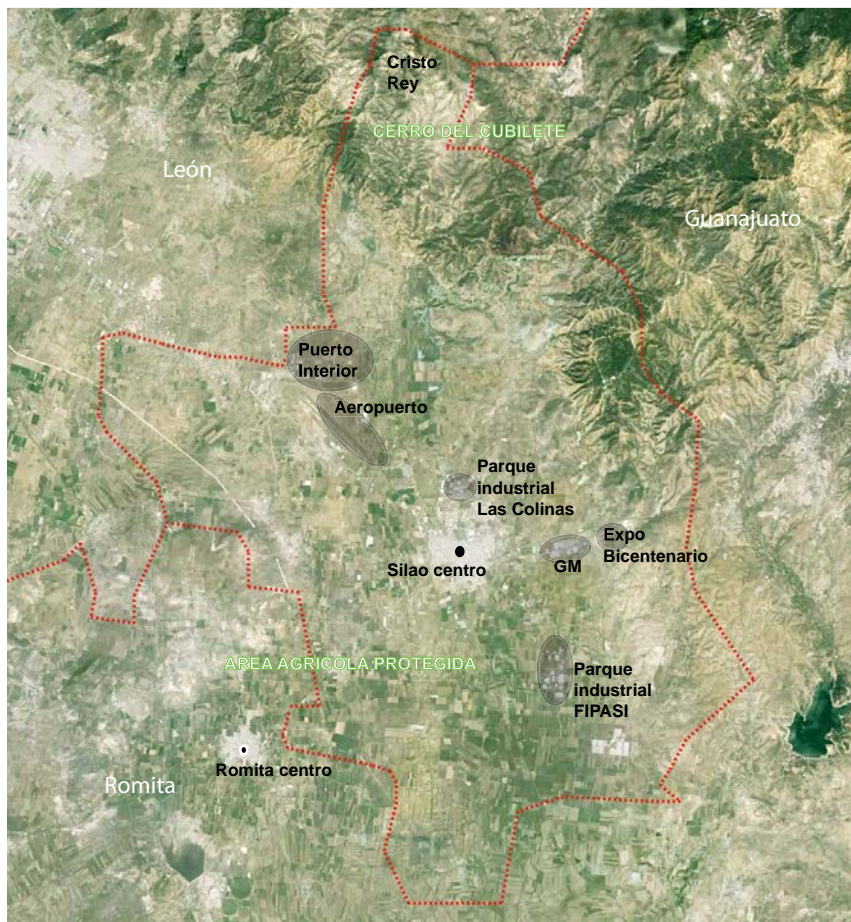 Cristo
Rey
CERRO DEL CUBILETE
León
Guanajuato
Puerto
Interior
Aeropuerto
Parque
industrial
Las Colinas
Expo
Bicentenario
GM
Silao centro
AREA AGRICOLA PROTEGIDA
Parque
industrial
FIPASI
Romita centro
Romita